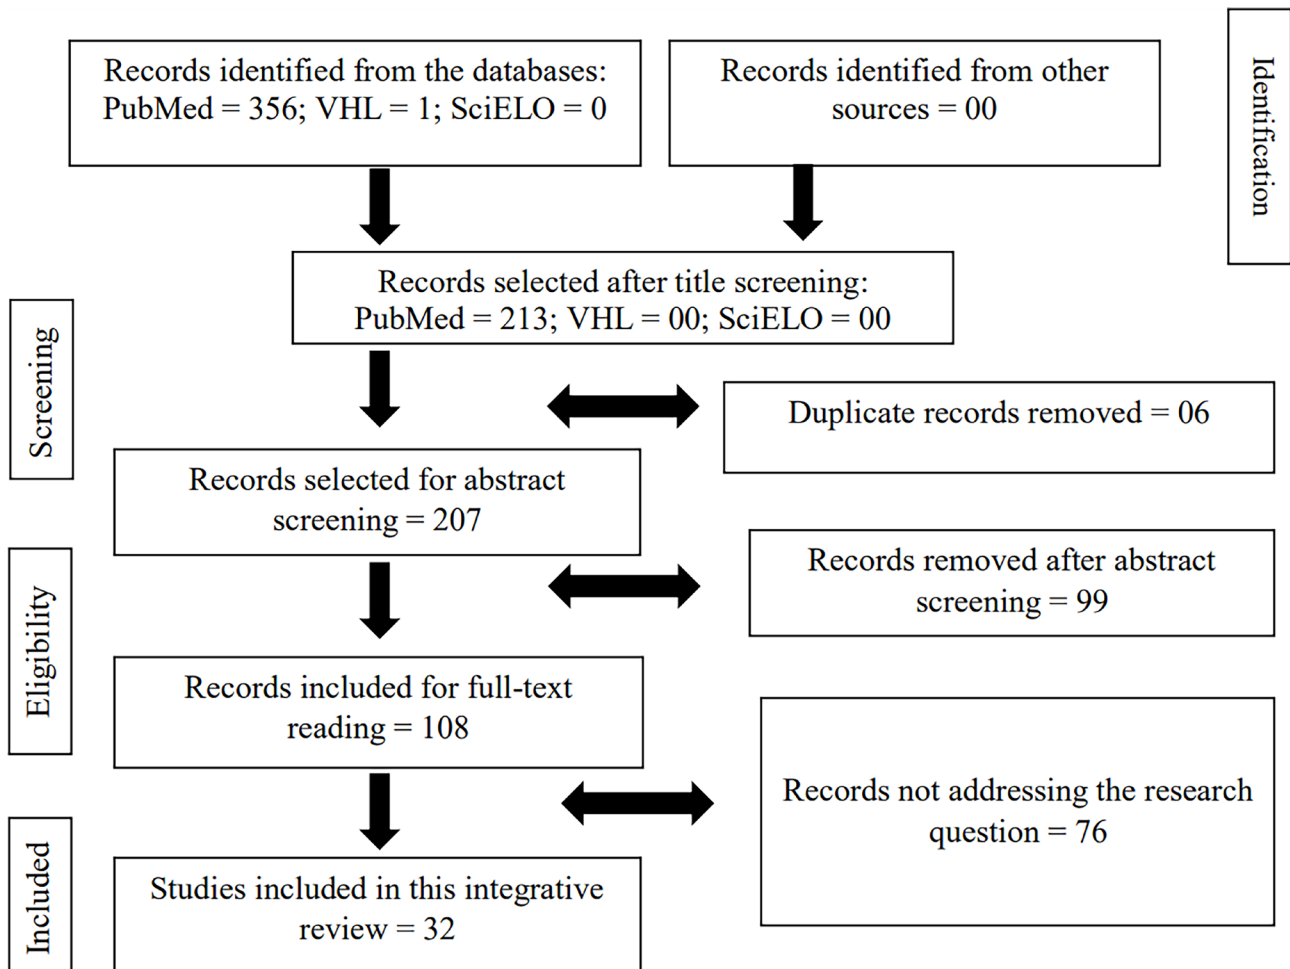 Records identified from the databases:
PubMed = 356; VHL = 1; SciELO = 0
Records identified from other
sources = 00
Identification
Records selected after title screening:
PubMed = 213; VHL = 00; SciELO = 00
Screening
Duplicate records removed = 06
Records selected for abstract
screening = 207
Eligibility
Records removed after abstract
screening = 99
Records included for full-text
reading = 108
Records not addressing the research
question = 76
Included
Studies included in this integrative
review = 32